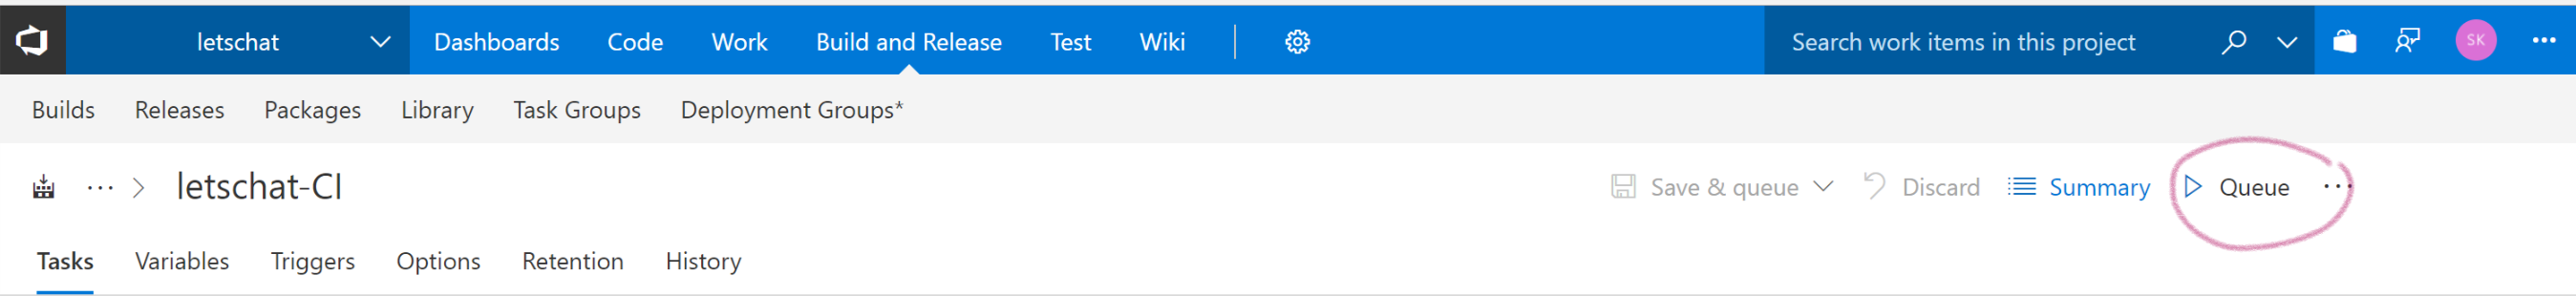 letschat Dashboards Code Work Build and Release Test Wiki Search work items in this project SK ...
Builds Releases Packages Library Task Groups Deployment Groups*
... > letschat-CI Save & queue Discard Summary Queue ...
Tasks Variables Triggers Options Retention History